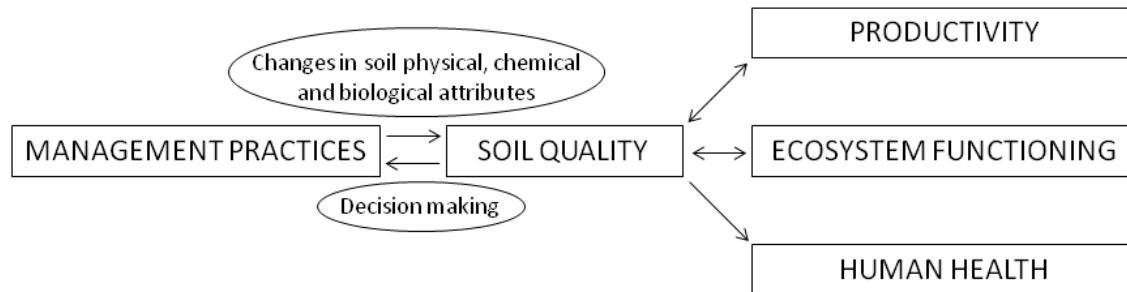 PRODUCTIVITY
Changes in soil physical, chemical
and biological attributes
MANAGEMENT PRACTICES
SOIL QUALITY
ECOSYSTEM FUNCTIONING
Decision making
HUMAN HEALTH